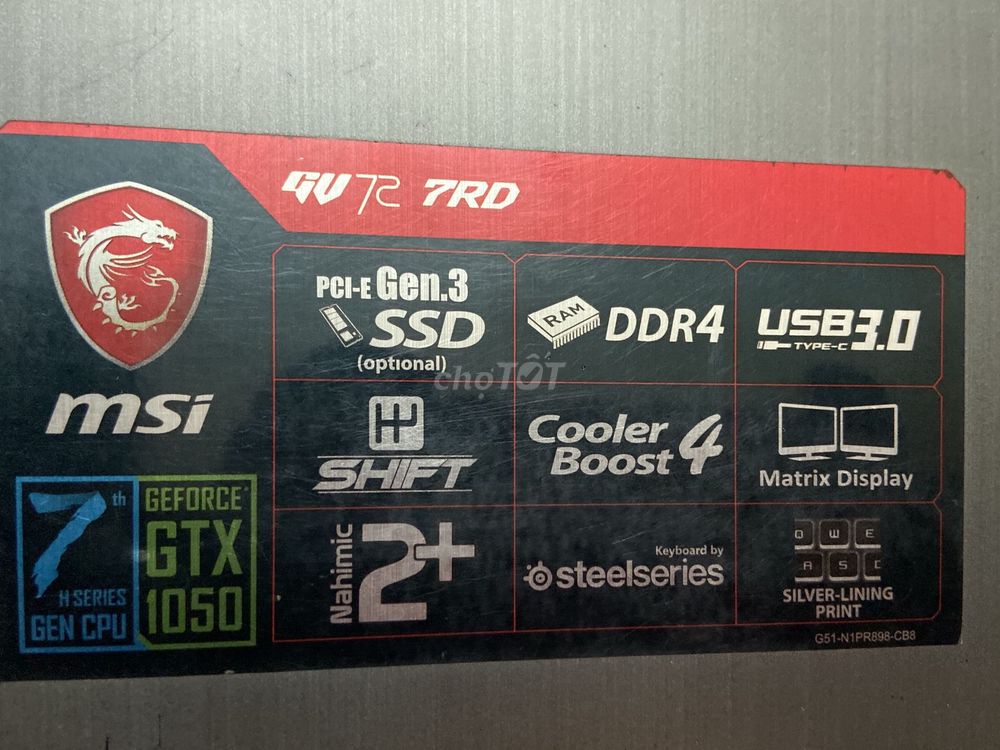 GV72 7RD
msi
PCI-E Gen.3
SSD
(optional)
RAM
DDR4
USB 3.0
TYPE-C
chợTỐT
SHIFT
Cooler
Boost 4
Matrix Display
7th
H SERIES
GEN CPU
GEFORCE
GTX
1050
Nahimic
2+
Keyboard by
steelseries
Q W E
A S C
SILVER-LINING
PRINT
G51-N1PR898-CB8